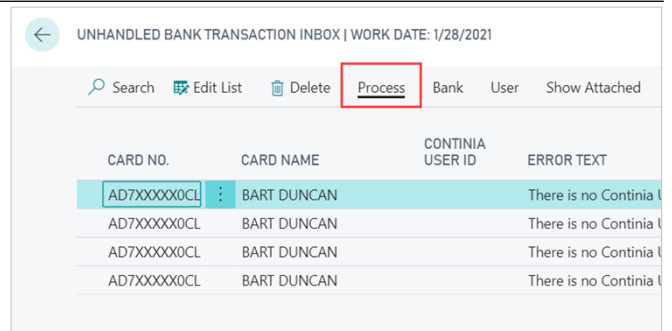 UNHANDLED BANK TRANSACTION INBOX | WORK DATE: 1/28/2021
Search Edit List Delete Process Bank User Show Attached
CARD NO. CARD NAME CONTINIA USER ID ERROR TEXT
AD7XXXXX0CL BART DUNCAN There is no Continia
AD7XXXXX0CL BART DUNCAN There is no Continia
AD7XXXXX0CL BART DUNCAN There is no Continia
AD7XXXXX0CL BART DUNCAN There is no Continia